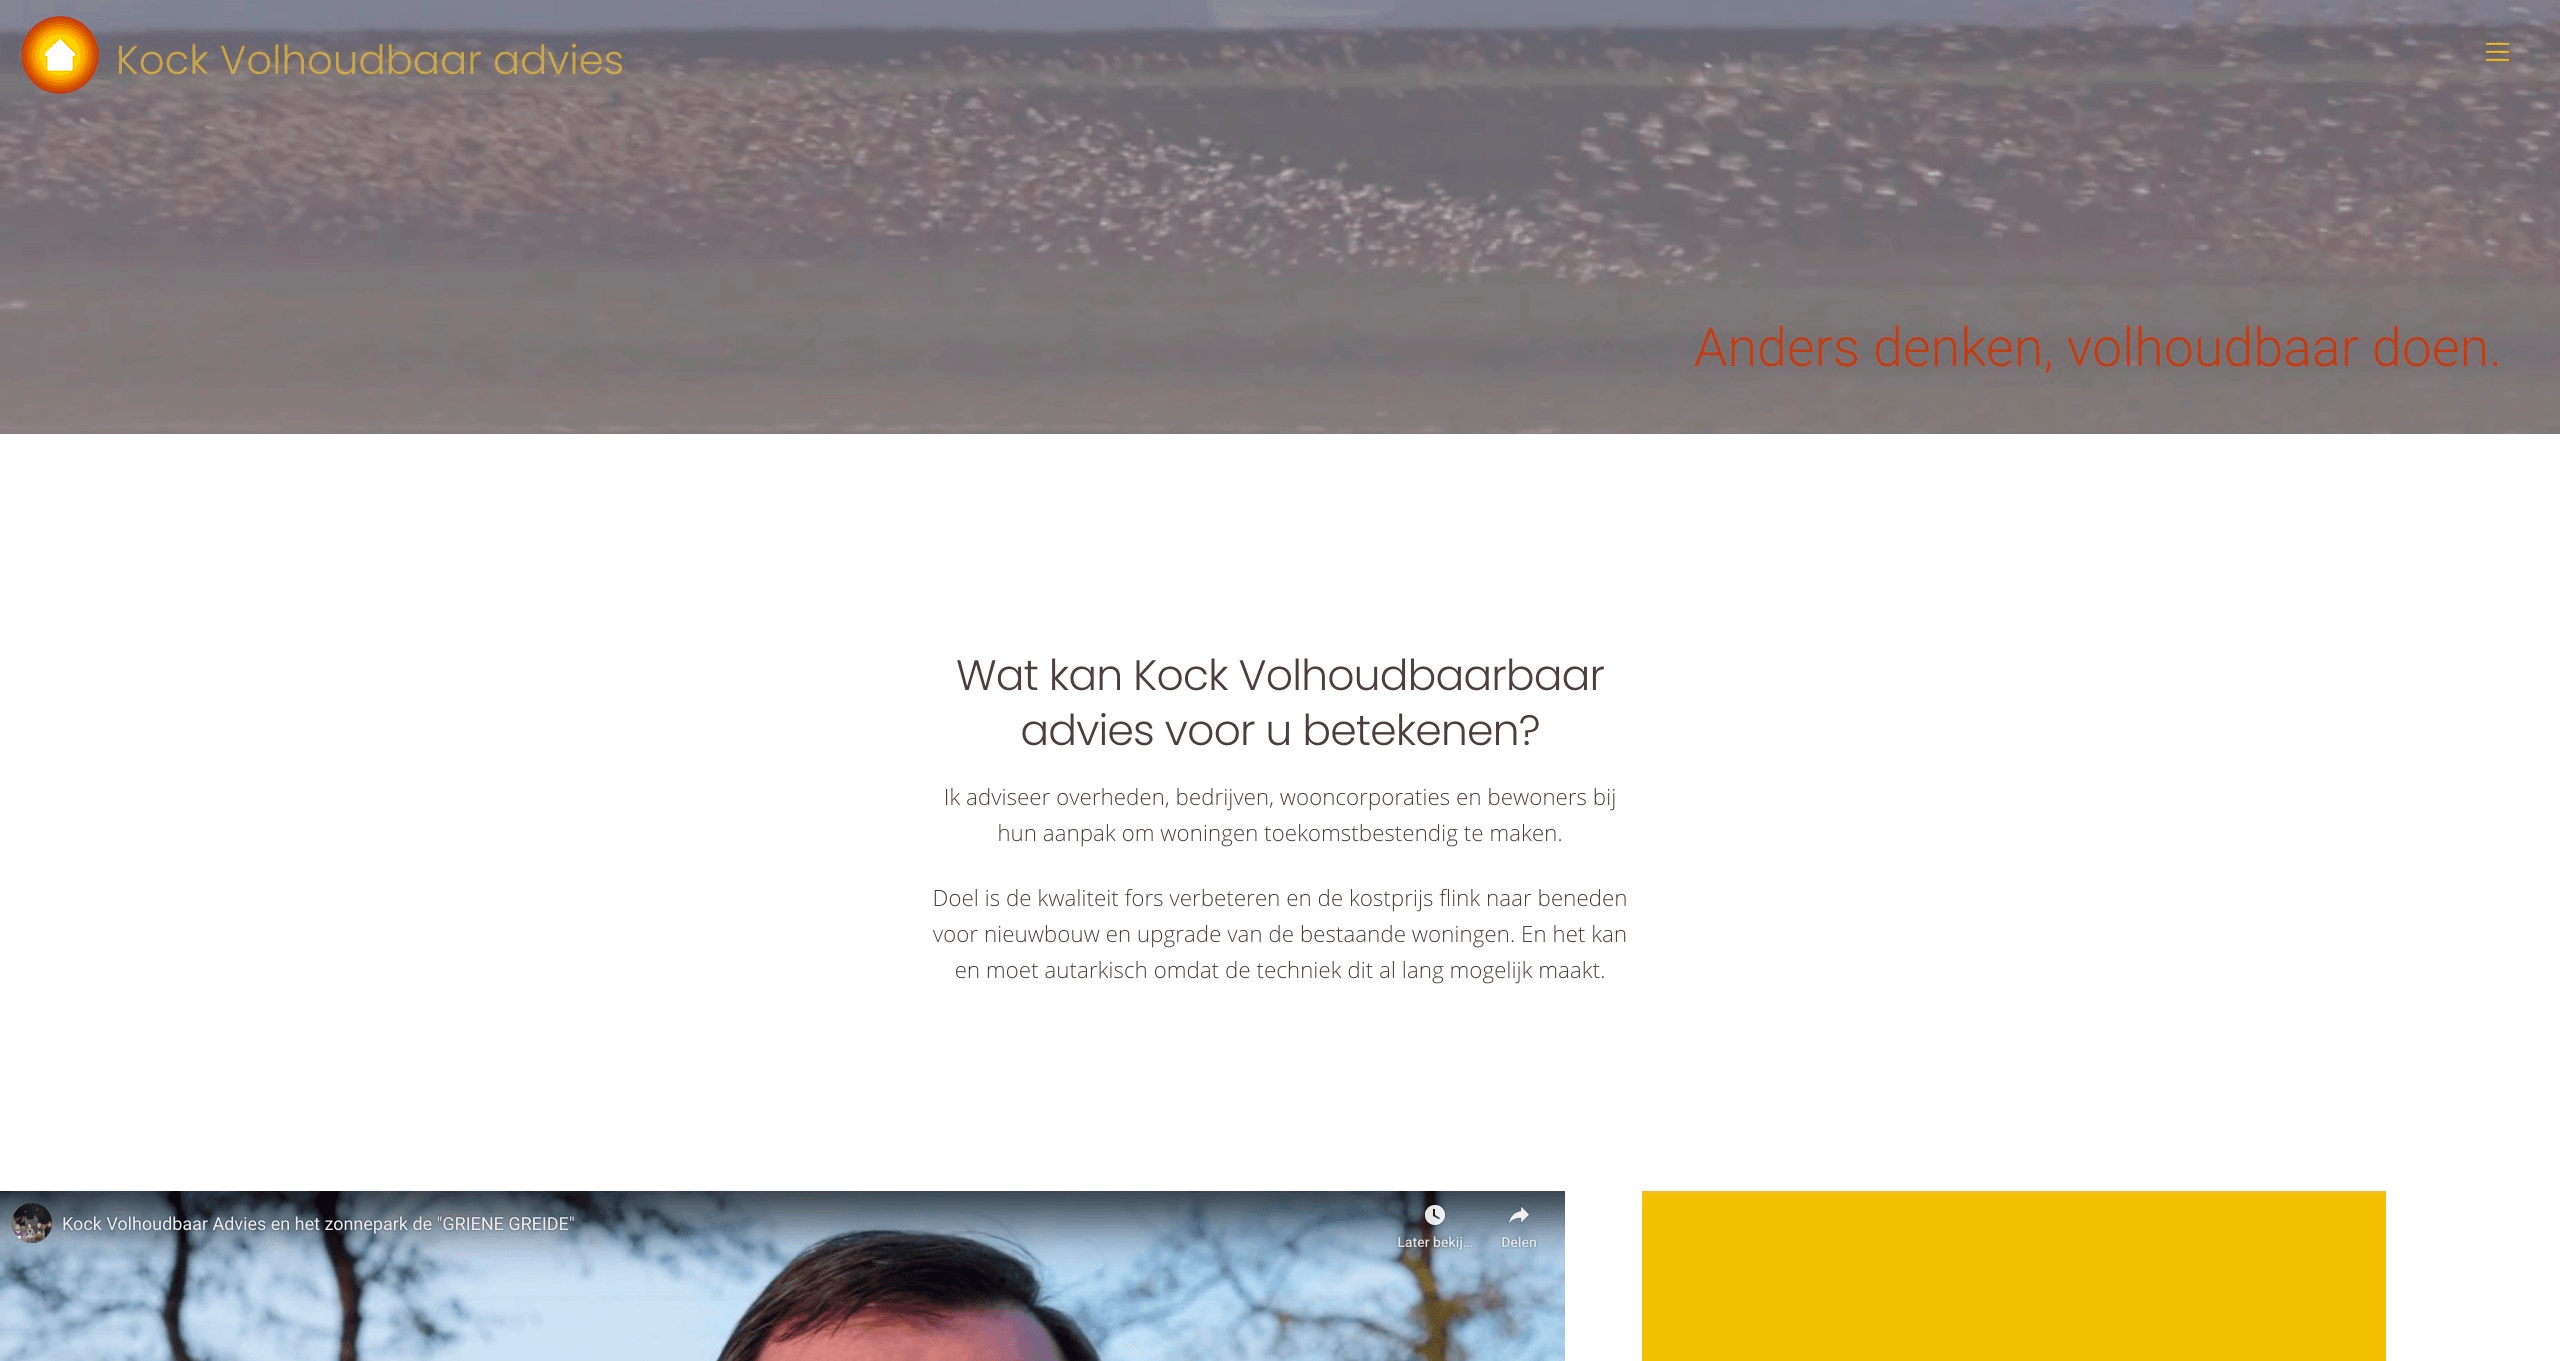 Kock Volhoudbaar advies
Anders denken, volhoudbaar doen.
Wat kan Kock Volhoudbaarbaar
advies voor u betekenen?
Ik adviseer overheden, bedrijven, wooncorporaties en bewoners bij
hun aanpak om woningen toekomstbestendig te maken.
Doel is de kwaliteit fors verbeteren en de kostprijs flink naar beneden
voor nieuwbouw en upgrade van de bestaande woningen. En het kan
en moet autarkisch omdat de techniek dit al lang mogelijk maakt.
Kock Volhoudbaar Advies en het zonnepark de "GRIENE GREIDE"
Later bekij...
Delen